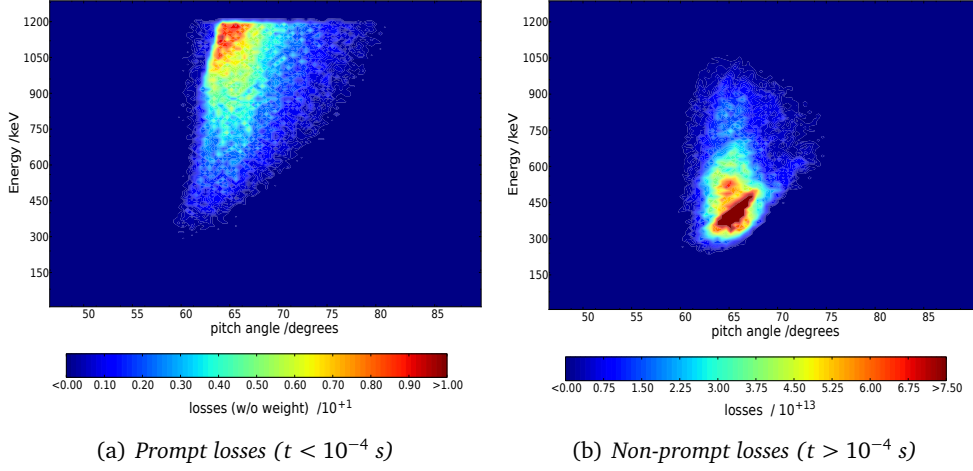 1200
1050
900
750
600
450
300
150
Energy /keV
50 55 60 65 70 75 80 85
pitch angle /degrees
<0.00 0.10 0.20 0.30 0.40 0.50 0.60 0.70 0.80 0.90 >1.00
losses (w/o weight) /10⁺¹
(a) Prompt losses (t < 10⁻⁴ s)
1200
1050
900
750
600
450
300
150
Energy /keV
50 55 60 65 70 75 80 85
pitch angle /degrees
<0.00 0.75 1.50 2.25 3.00 3.75 4.50 5.25 6.00 6.75 >7.50
losses / 10⁺¹³
(b) Non-prompt losses (t > 10⁻⁴ s)